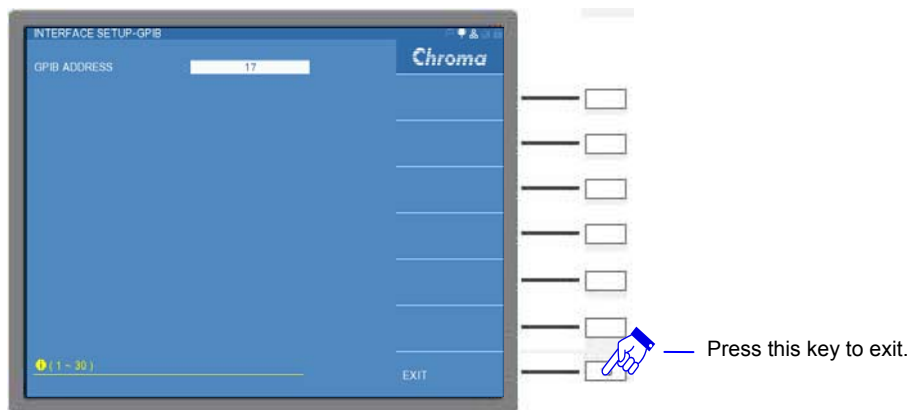 INTERFACE SETUP-GPIB
Chroma
GPIB ADDRESS 17
( 1 ~ 30 )
EXIT
Press this key to exit.